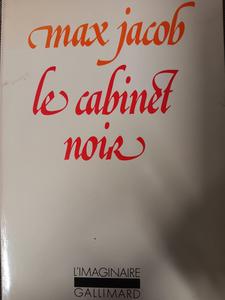 max jacob
le cabinet
noir
L'IMAGINAIRE
GALLIMARD